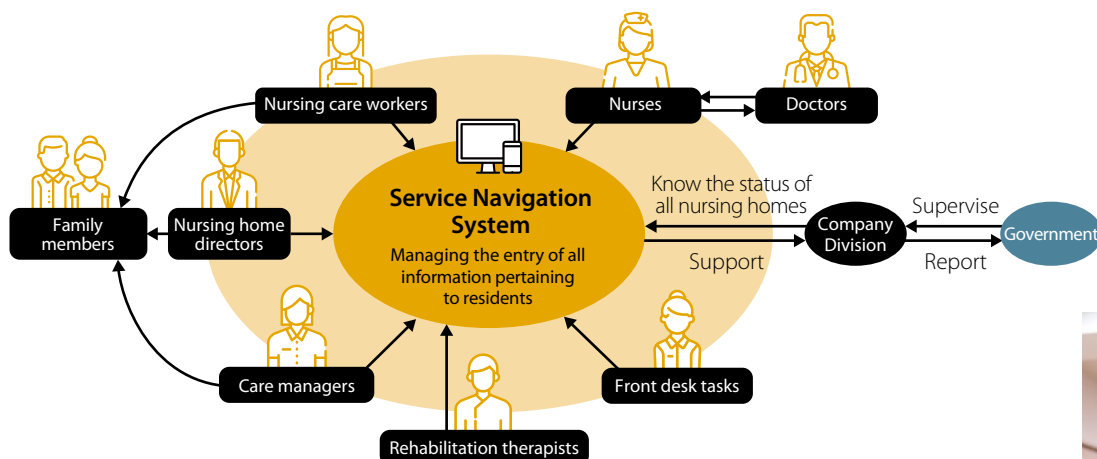 Nursing care workers
Nurses
Doctors
Family
members
Nursing home
directors
Service Navigation
System
Managing the entry of all
information pertaining
to residents
Know the status of
all nursing homes
Support
Company
Division
Supervise
Report
Government
Care managers
Front desk tasks
Rehabilitation therapists